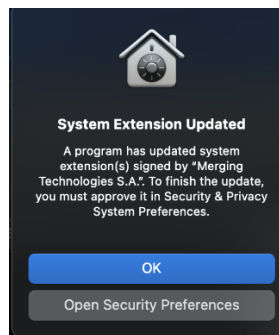 System Extension Updated
A program has updated system
extension(s) signed by “Merging
Technologies S.A.”. To finish the update,
you must approve it in Security & Privacy
System Preferences.
OK
Open Security Preferences